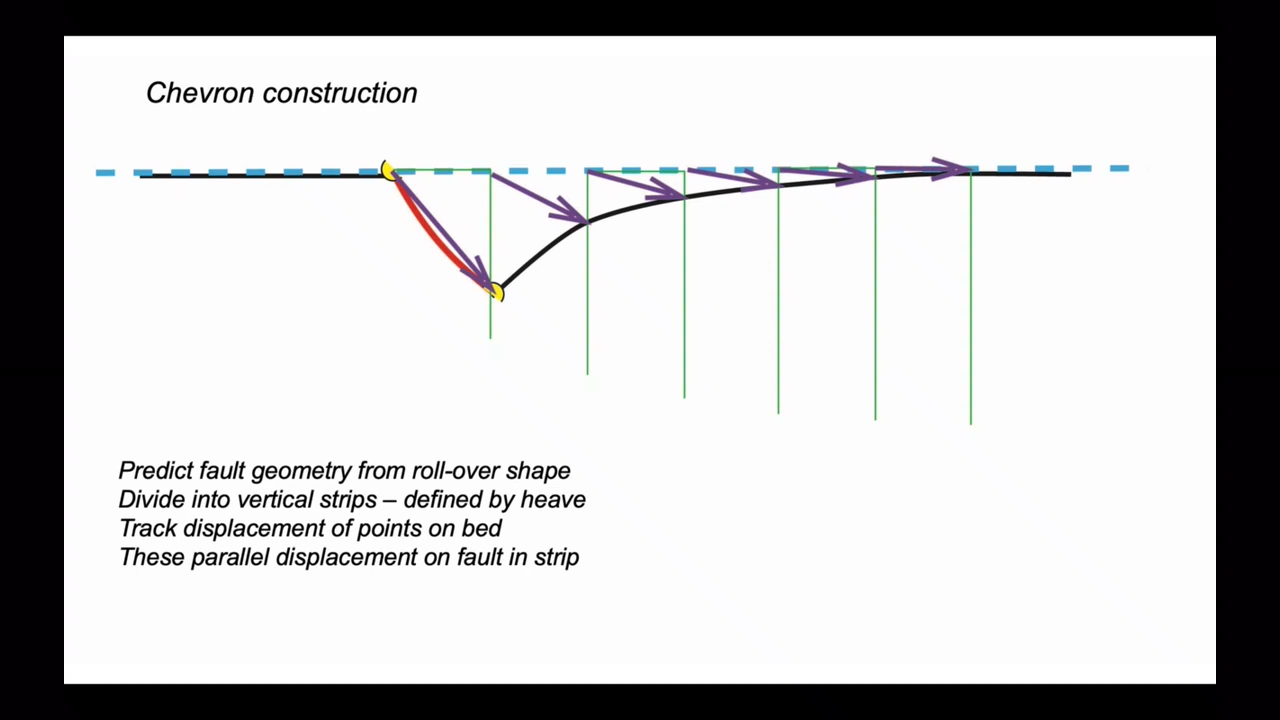 Chevron construction
Predict fault geometry from roll-over shape
Divide into vertical strips – defined by heave
Track displacement of points on bed
These parallel displacement on fault in strip